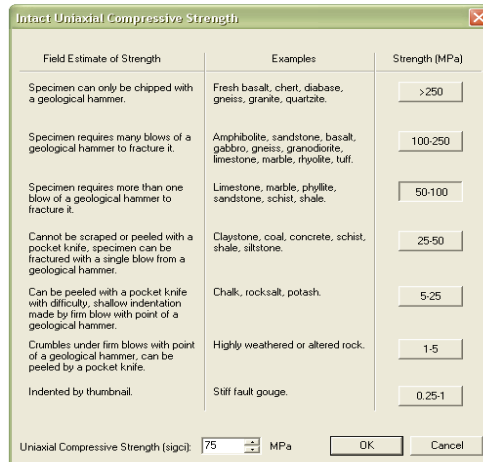 Intact Uniaxial Compressive Strength
Field Estimate of Strength
Examples
Strength (MPa)
Specimen can only be chipped with
a geological hammer.
Fresh basalt, chert, diabase,
gneiss, granite, quartzite.
>250
Specimen requires many blows of a
geological hammer to fracture it.
Amphibolite, sandstone, basalt,
gabbro, gneiss, granodiorite,
limestone, marble, rhyolite, tuff.
100-250
Specimen requires more than one
blow of a geological hammer to
fracture it.
Limestone, marble, phyllite,
sandstone, schist, shale.
50-100
Cannot be scraped or peeled with a
pocket knife, specimen can be
fractured with a single blow from a
geological hammer.
Claystone, coal, concrete, schist,
shale, siltstone.
25-50
Can be peeled with a pocket knife
with difficulty, shallow indentation
made by firm blow with point of a
geological hammer.
Chalk, rocksalt, potash.
5-25
Crumbles under firm blows with point
of a geological hammer, can be
peeled by a pocket knife.
Highly weathered or altered rock.
1-5
Indented by thumbnail.
Stiff fault gouge.
0.25-1
Uniaxial Compressive Strength (sigci): 75 MPa
OK
Cancel